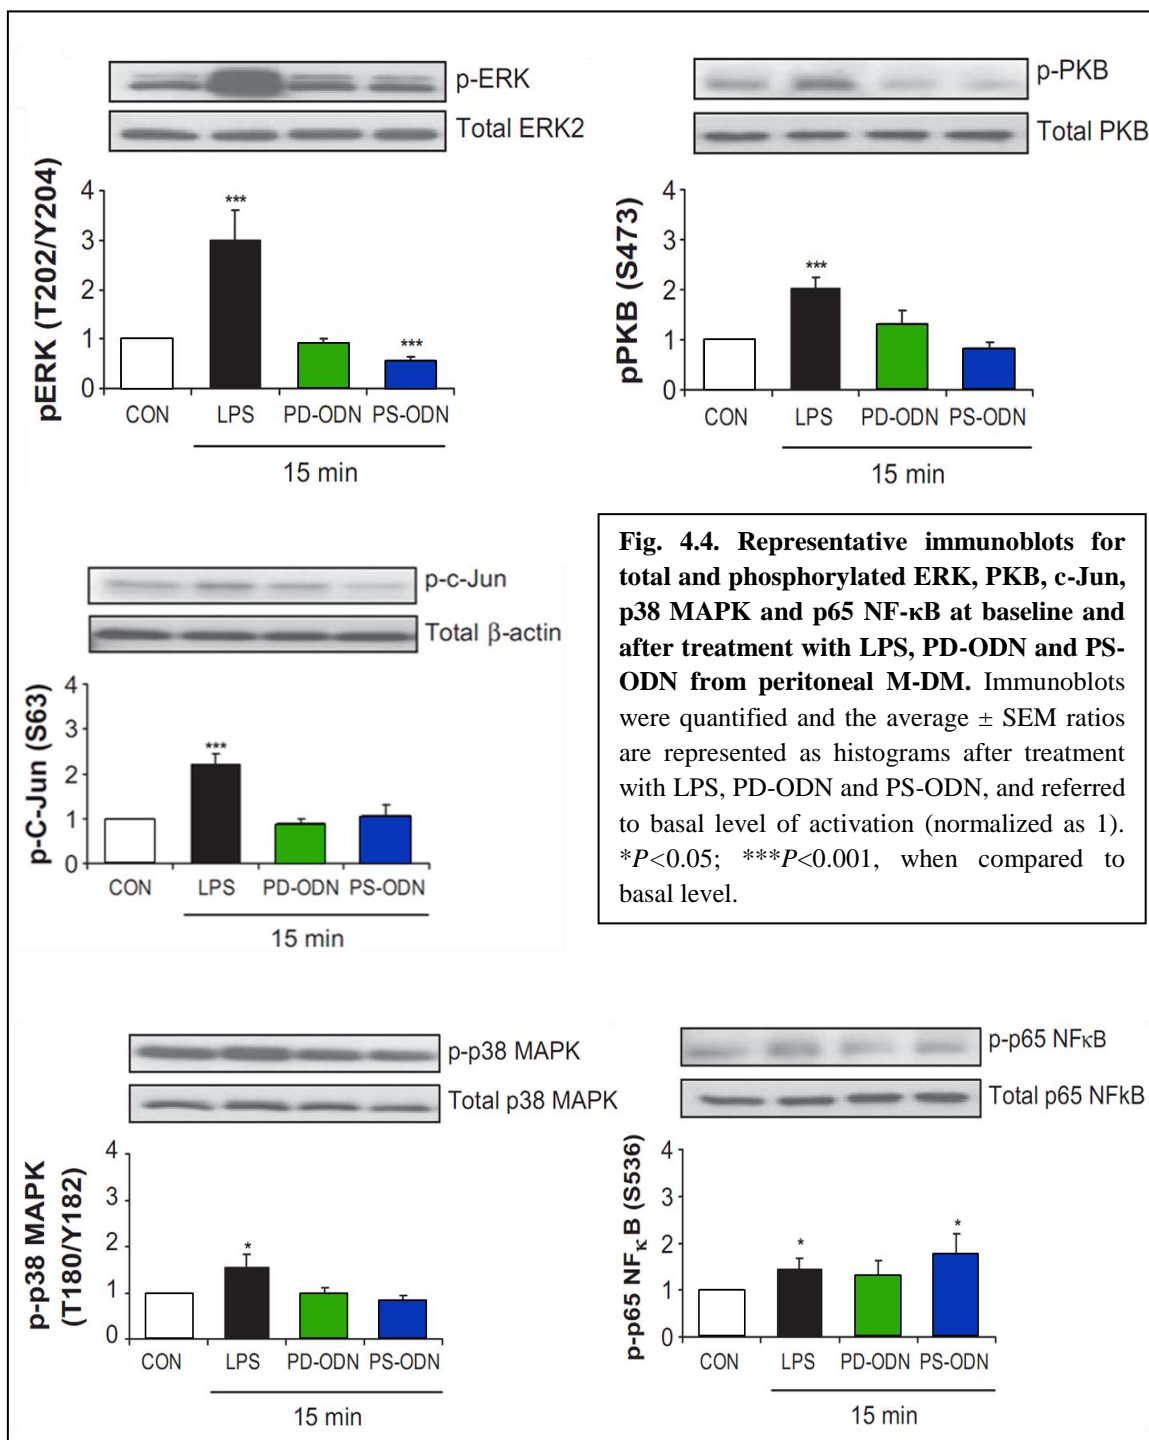 p-ERK
Total ERK2
pERK (T202/Y204)
4
3
2
1
0
***
***
CON LPS PD-ODN PS-ODN
15 min
p-PKB
Total PKB
pPKB (S473)
4
3
2
1
0
***
CON LPS PD-ODN PS-ODN
15 min
p-c-Jun
Total β-actin
p-C-Jun (S63)
4
3
2
1
0
***
CON LPS PD-ODN PS-ODN
15 min
Fig. 4.4. Representative immunoblots for
total and phosphorylated ERK, PKB, c-Jun,
p38 MAPK and p65 NF-κB at baseline and
after treatment with LPS, PD-ODN and PS-
ODN from peritoneal M-DM. Immunoblots
were quantified and the average ± SEM ratios
are represented as histograms after treatment
with LPS, PD-ODN and PS-ODN, and referred
to basal level of activation (normalized as 1).
*P<0.05; ***P<0.001, when compared to
basal level.
p-p38 MAPK
Total p38 MAPK
p-p38 MAPK
(T180/Y182)
4
3
2
1
0
*
CON LPS PD-ODN PS-ODN
15 min
p-p65 NFκB
Total p65 NFkB
p-p65 NFκB (S536)
4
3
2
1
0
*
*
CON LPS PD-ODN PS-ODN
15 min